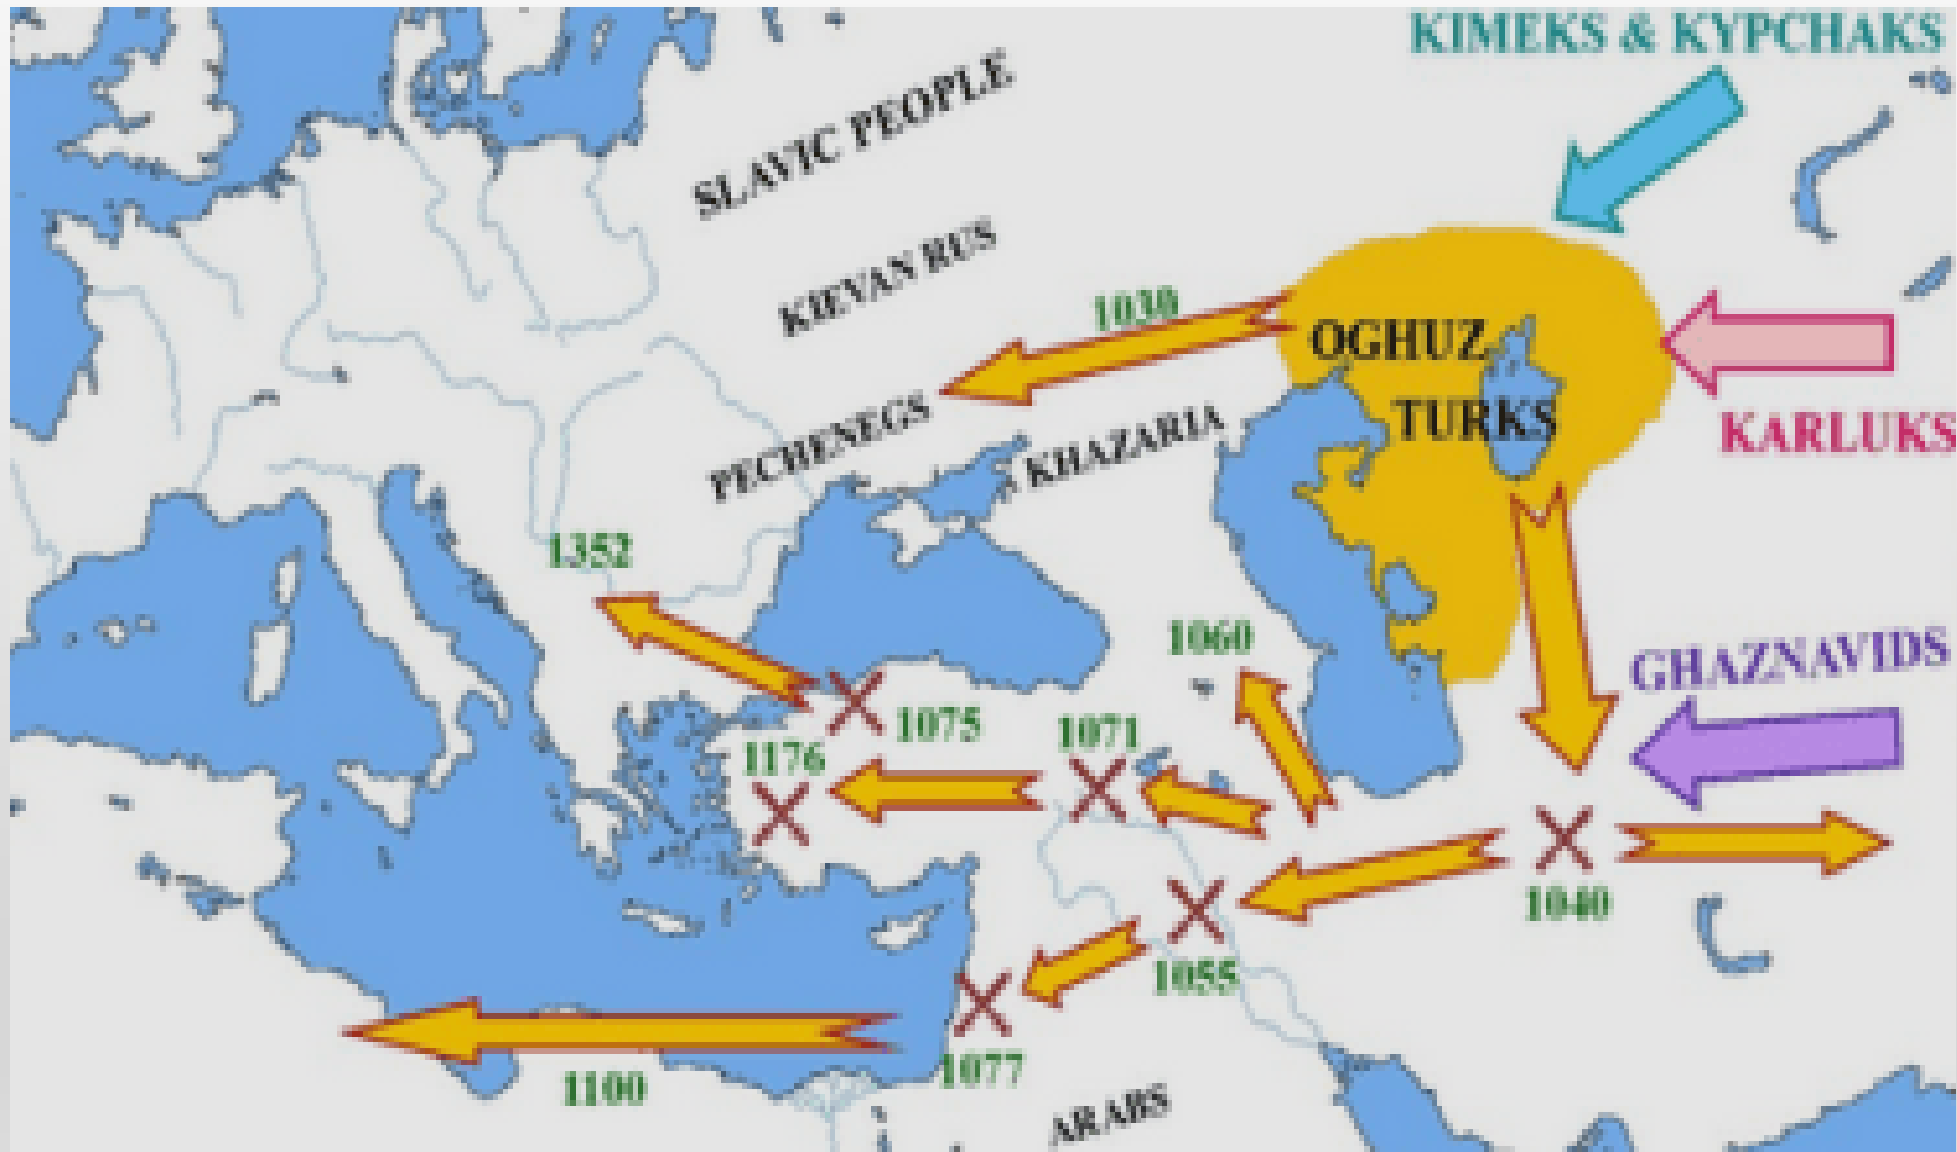 KIMEKS & KYPCHAKS
SLAVIC PEOPLE
KIEVAN RUS
1030
OGHUZ
TURKS
KARLUKS
PECHENEGS
KHAZARIA
1352
1060
GHAZNAVIDS
1075
1071
1176
1040
1055
1077
1100
ARABS